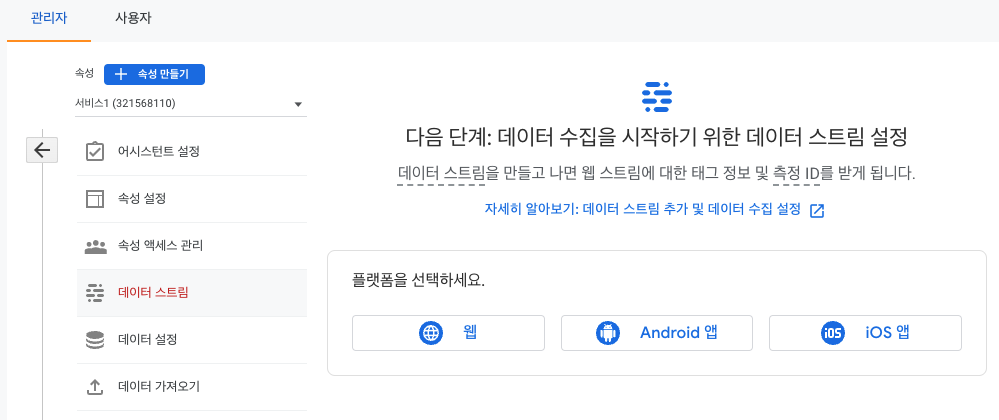 관리자
사용자
속성
속성 만들기
서비스1 (321568110)
어시스턴트 설정
속성 설정
속성 액세스 관리
데이터 스트림
데이터 설정
데이터 가져오기
다음 단계: 데이터 수집을 시작하기 위한 데이터 스트림 설정
데이터 스트림을 만들고 나면 웹 스트림에 대한 태그 정보 및 측정 ID를 받게 됩니다.
자세히 알아보기: 데이터 스트림 추가 및 데이터 수집 설정
플랫폼을 선택하세요.
웹
Android 앱
iOS iOS 앱